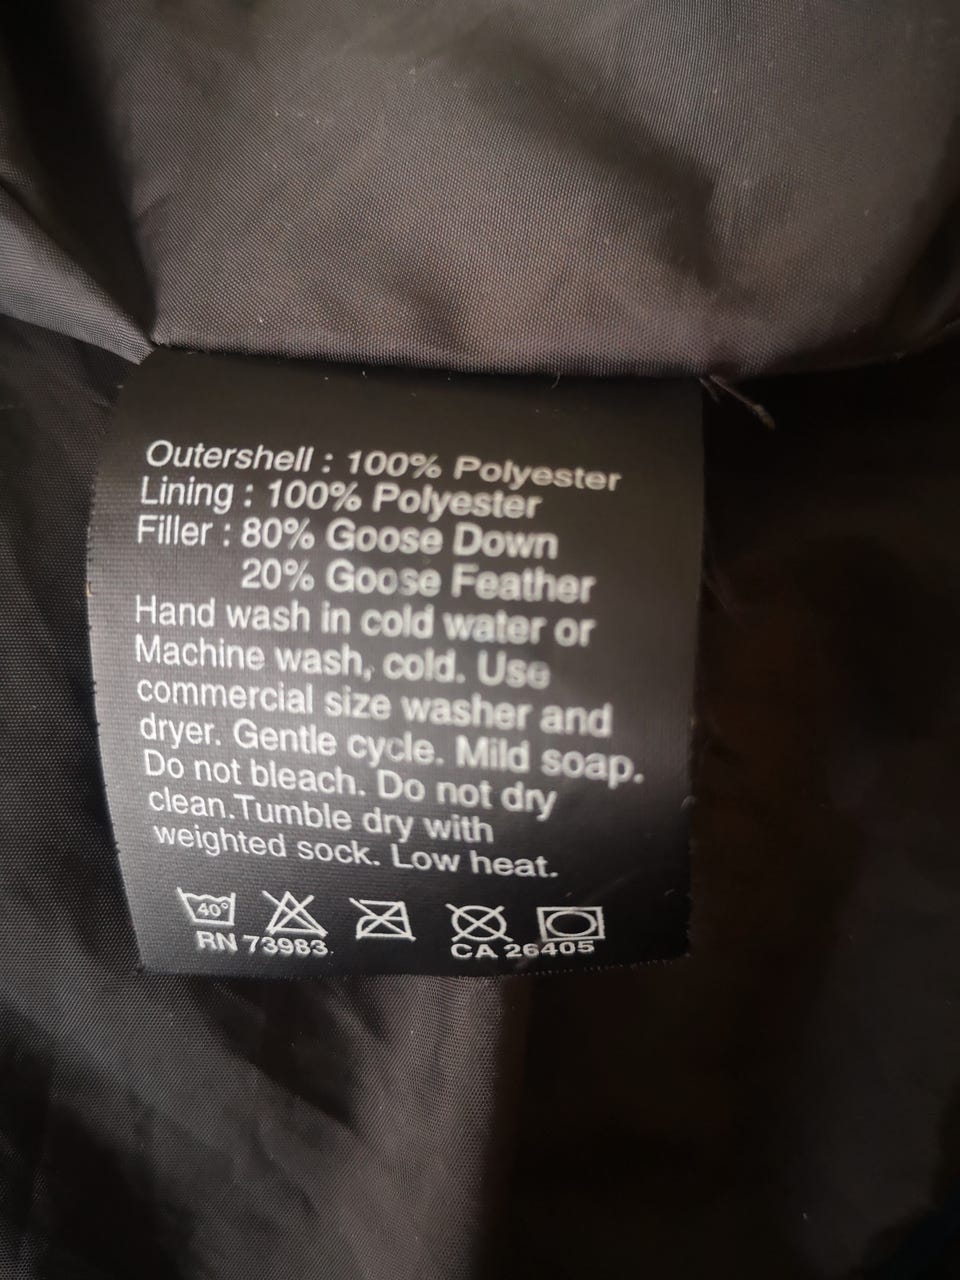 Outershell : 100% Polyester
Lining : 100% Polyester
Filler : 80% Goose Down
20% Goose Feather
Hand wash in cold water or
Machine wash, cold. Use
commercial size washer and
dryer. Gentle cycle. Mild soap.
Do not bleach. Do not dry
clean.Tumble dry with
weighted sock. Low heat.
40°
RN 73983. CA 26405